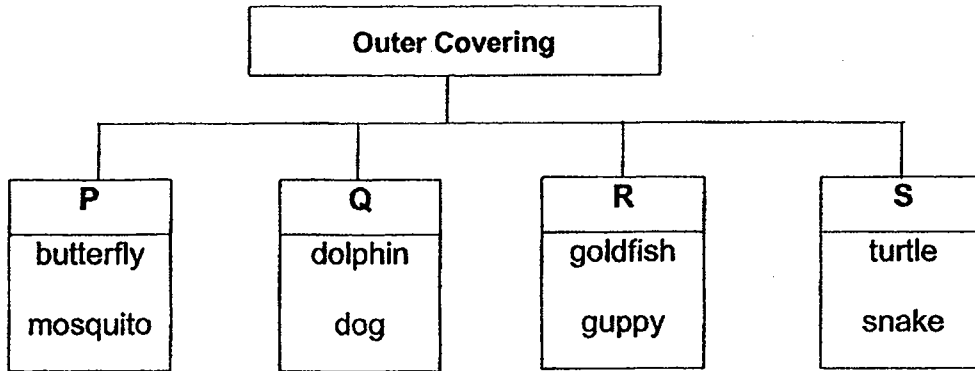 Outer Covering
P
butterfly
mosquito
Q
dolphin
dog
R
goldfish
guppy
S
turtle
snake